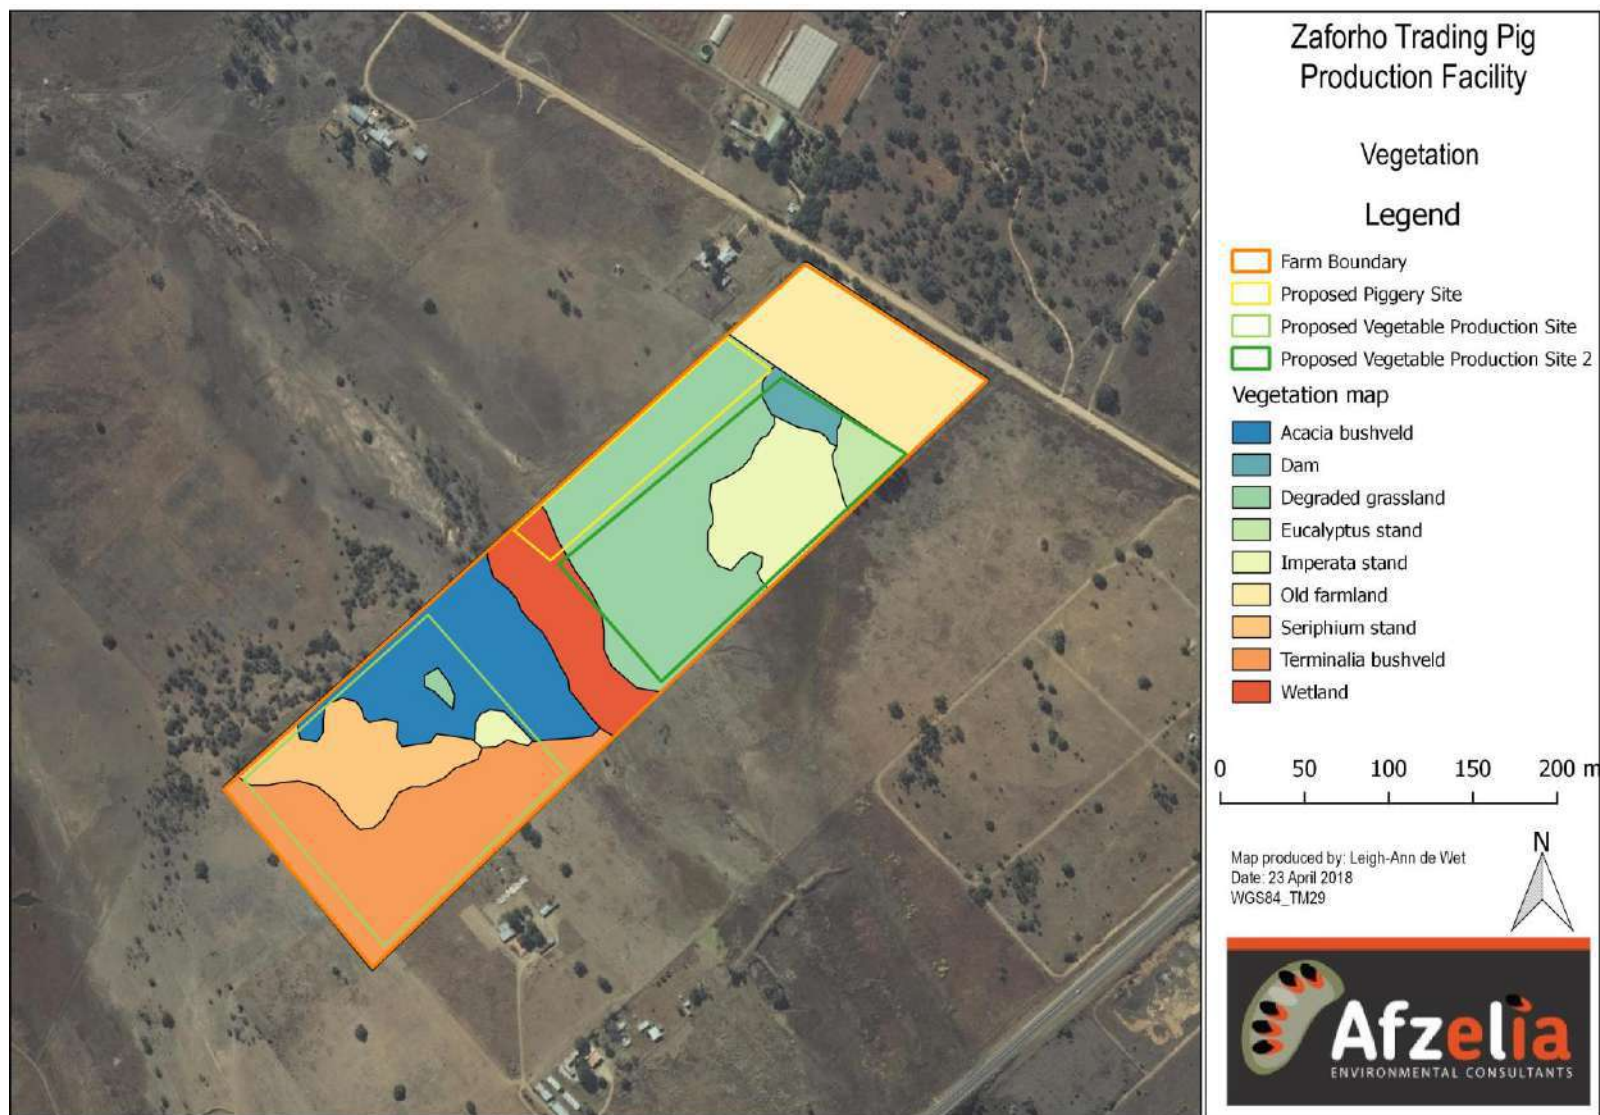 Zaforho Trading Pig
Production Facility
Vegetation
Legend
Farm Boundary
Proposed Piggery Site
Proposed Vegetable Production Site
Proposed Vegetable Production Site 2
Vegetation map
Acacia bushveld
Dam
Degraded grassland
Eucalyptus stand
Imperata stand
Old farmland
Seriphium stand
Terminalia bushveld
Wetland
0 50 100 150 200 m
N
Map produced by: Leigh-Ann de Wet
Date: 23 April 2018
WGS84_TM29
Afzelia
ENVIRONMENTAL CONSULTANTS